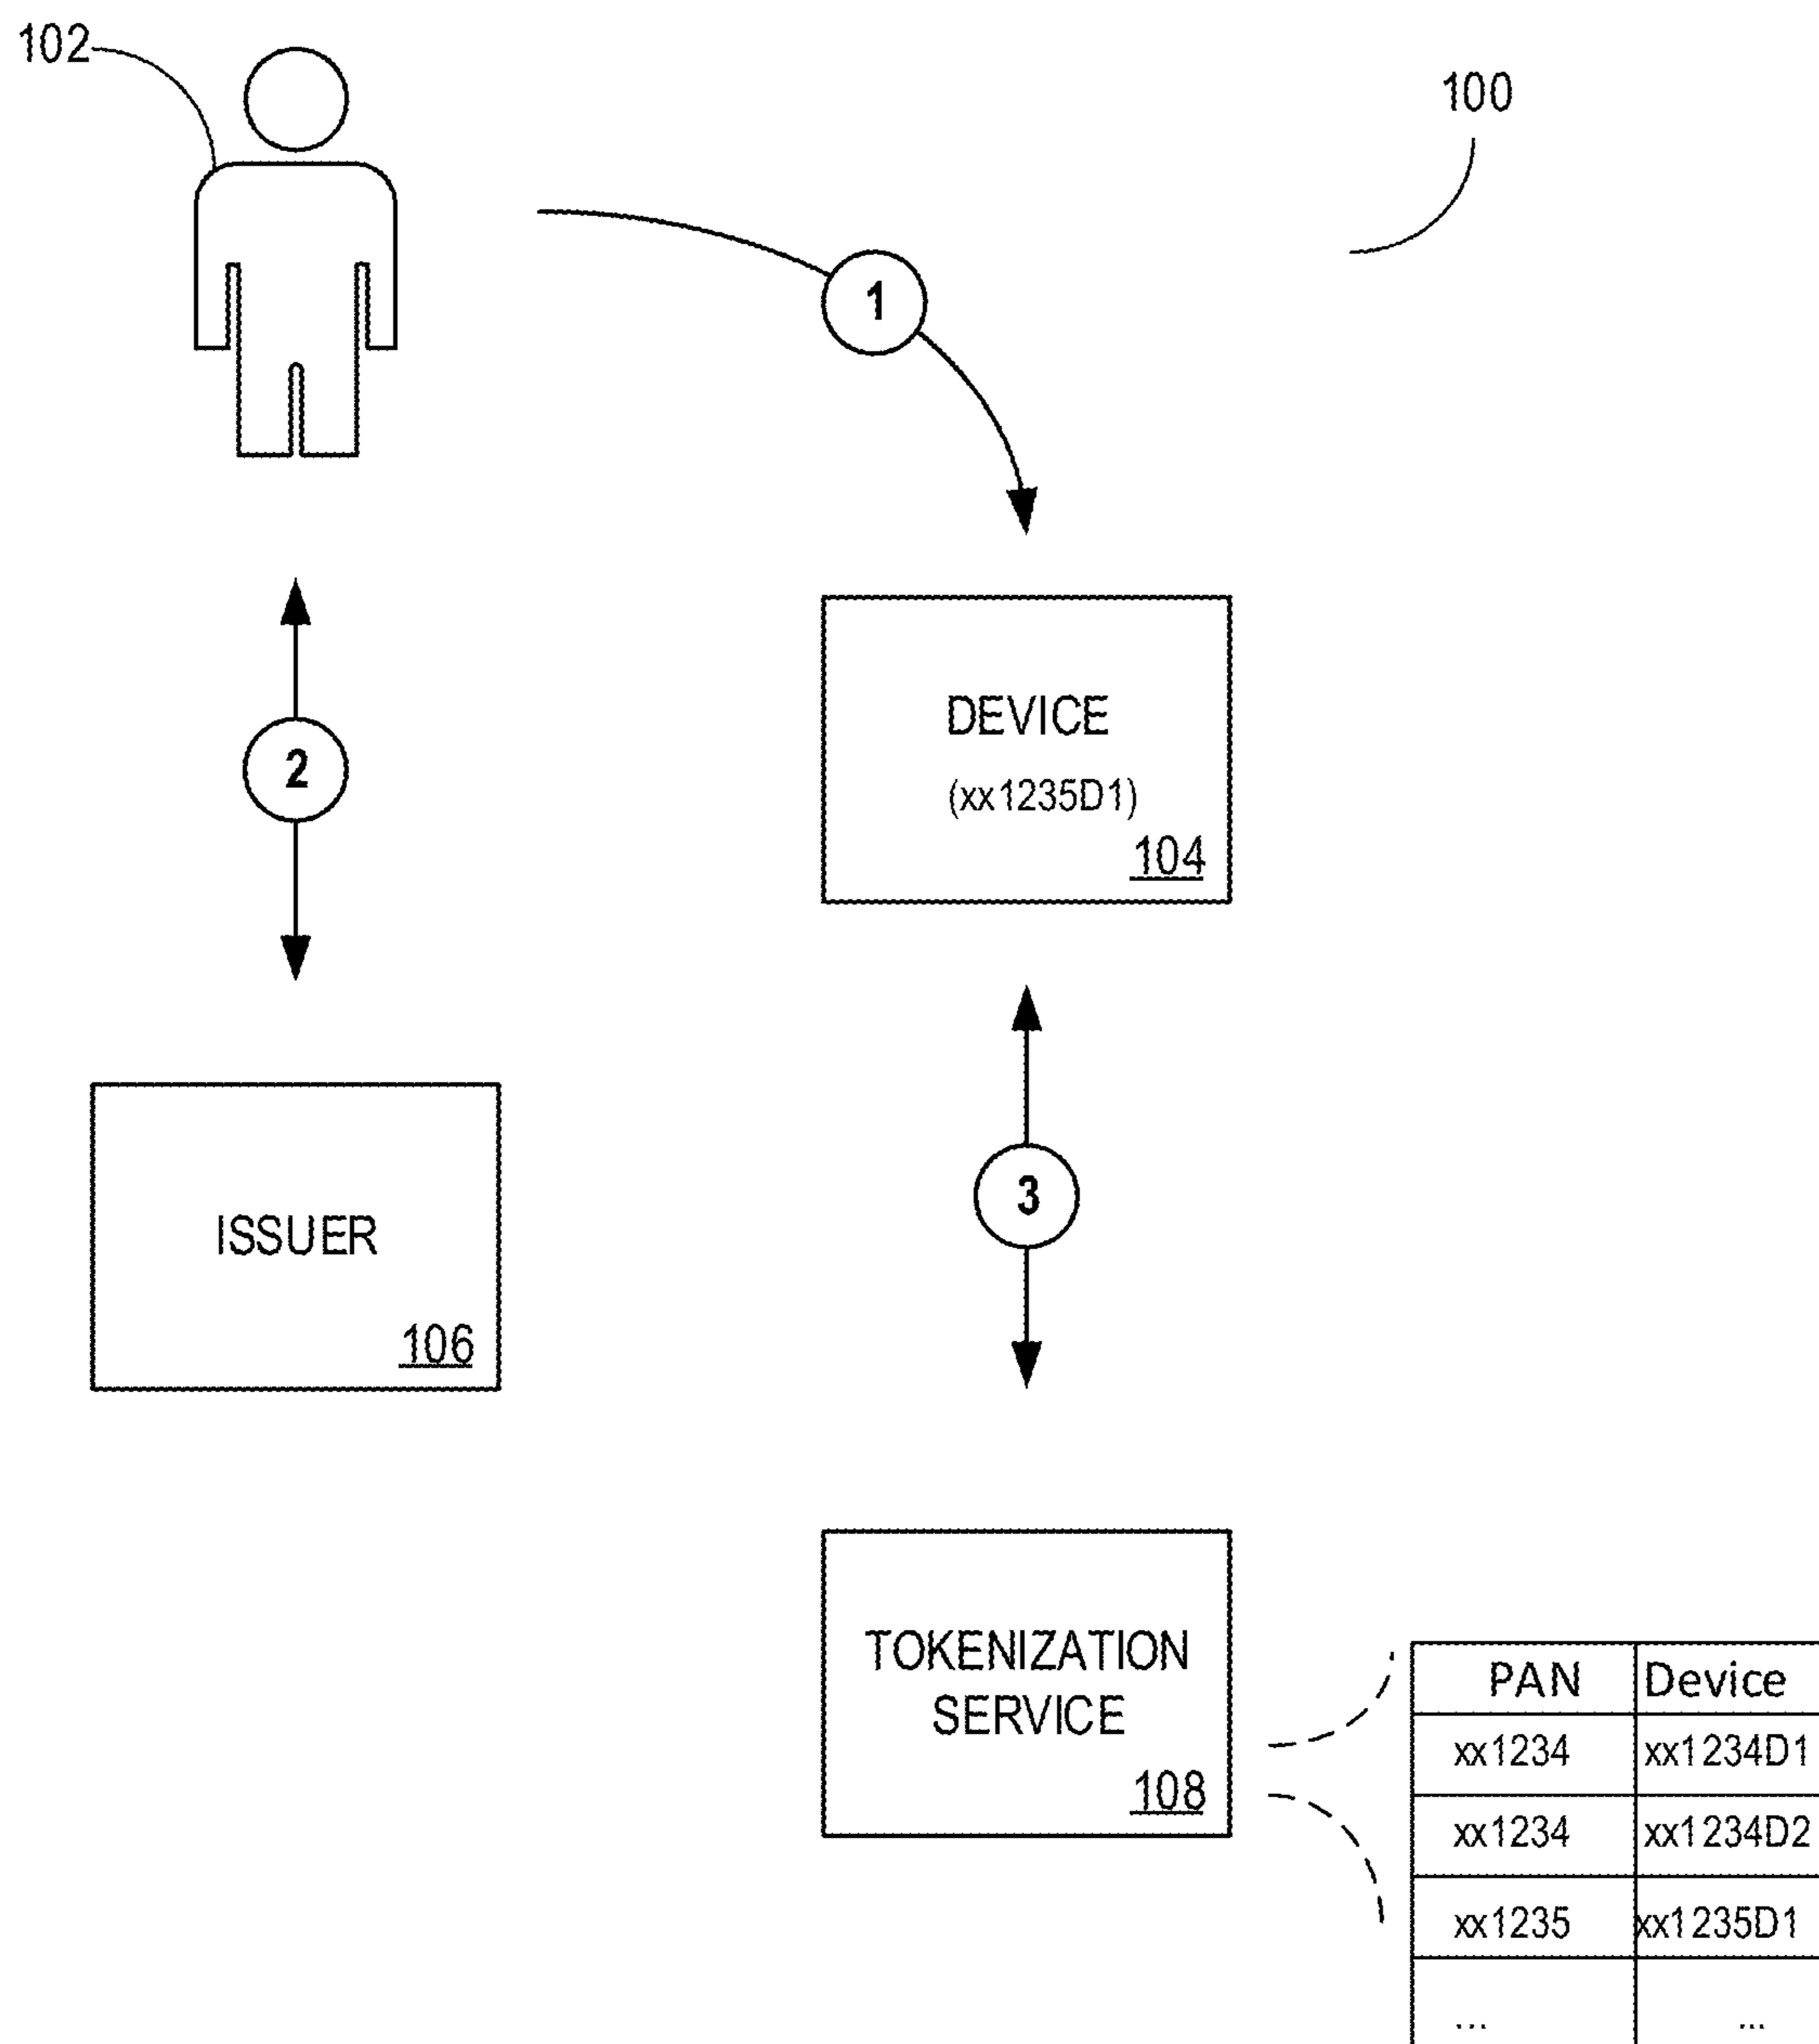 102
100
1
DEVICE
(xx1235D1)
104
2
ISSUER
106
3
TOKENIZATION
SERVICE
108
PAN Device
xx1234 xx1234D1
xx1234 xx1234D2
xx1235 xx1235D1
... ...